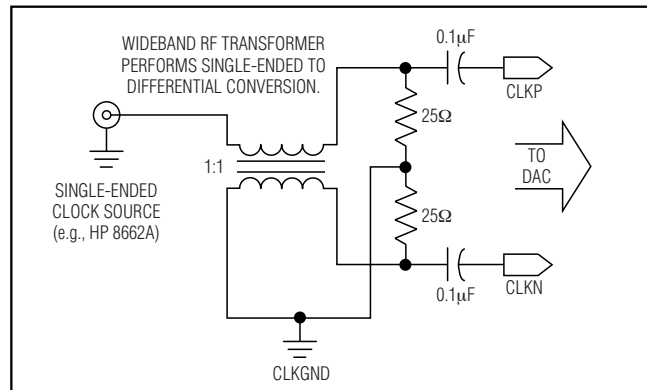 WIDEBAND RF TRANSFORMER
PERFORMS SINGLE-ENDED TO
DIFFERENTIAL CONVERSION.
0.1µF
CLKP
25Ω
1:1
TO
DAC
SINGLE-ENDED
CLOCK SOURCE
(e.g., HP 8662A)
25Ω
0.1µF
CLKN
CLKGND